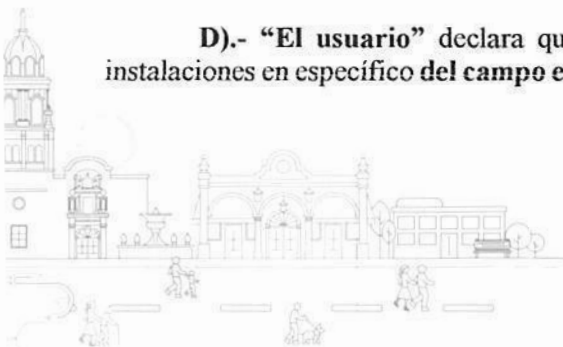 D).- “El usuario” declara qu
instalaciones en específico del campo e